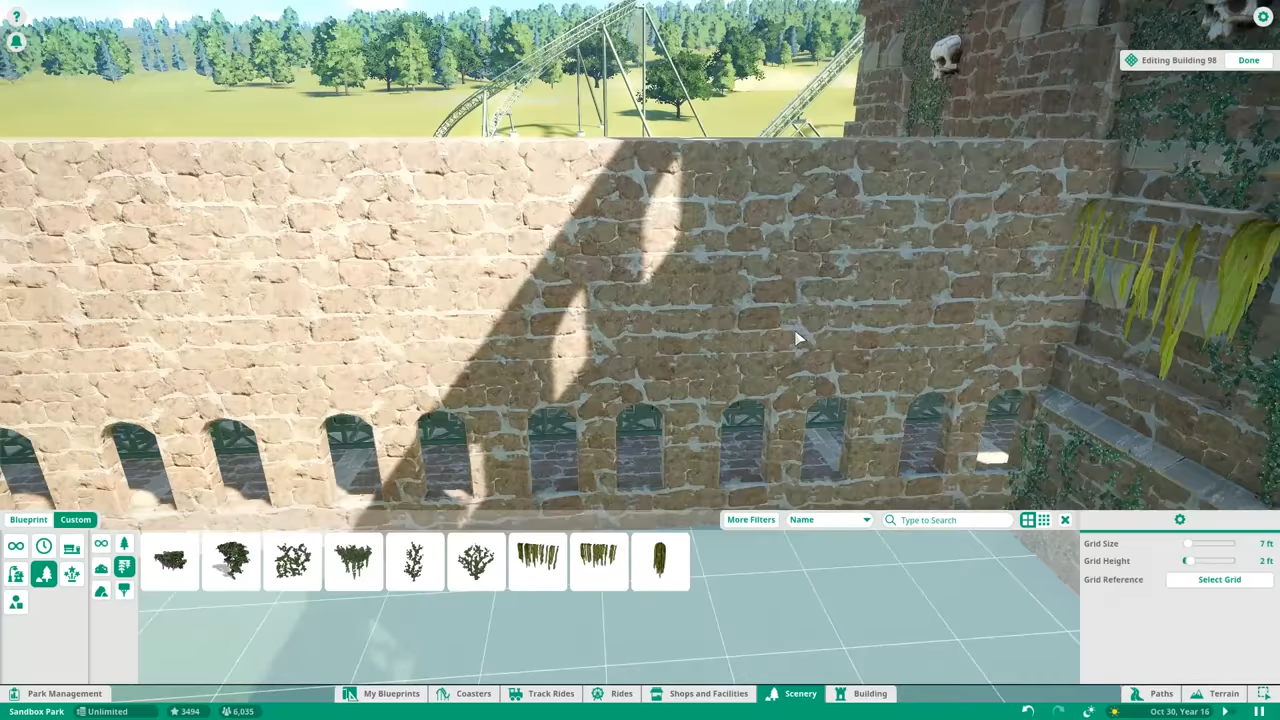 ?
Editing Building 98 Done
Blueprint Custom More Filters Name Type to Search
Grid Size 7 ft
Grid Height 2 ft
Grid Reference Select Grid
Park Management My Blueprints Coasters Track Rides Rides Shops and Facilities Scenery Building Paths Terrain
Sandbox Park Unlimited 3494 6,035 Oct 30, Year 16